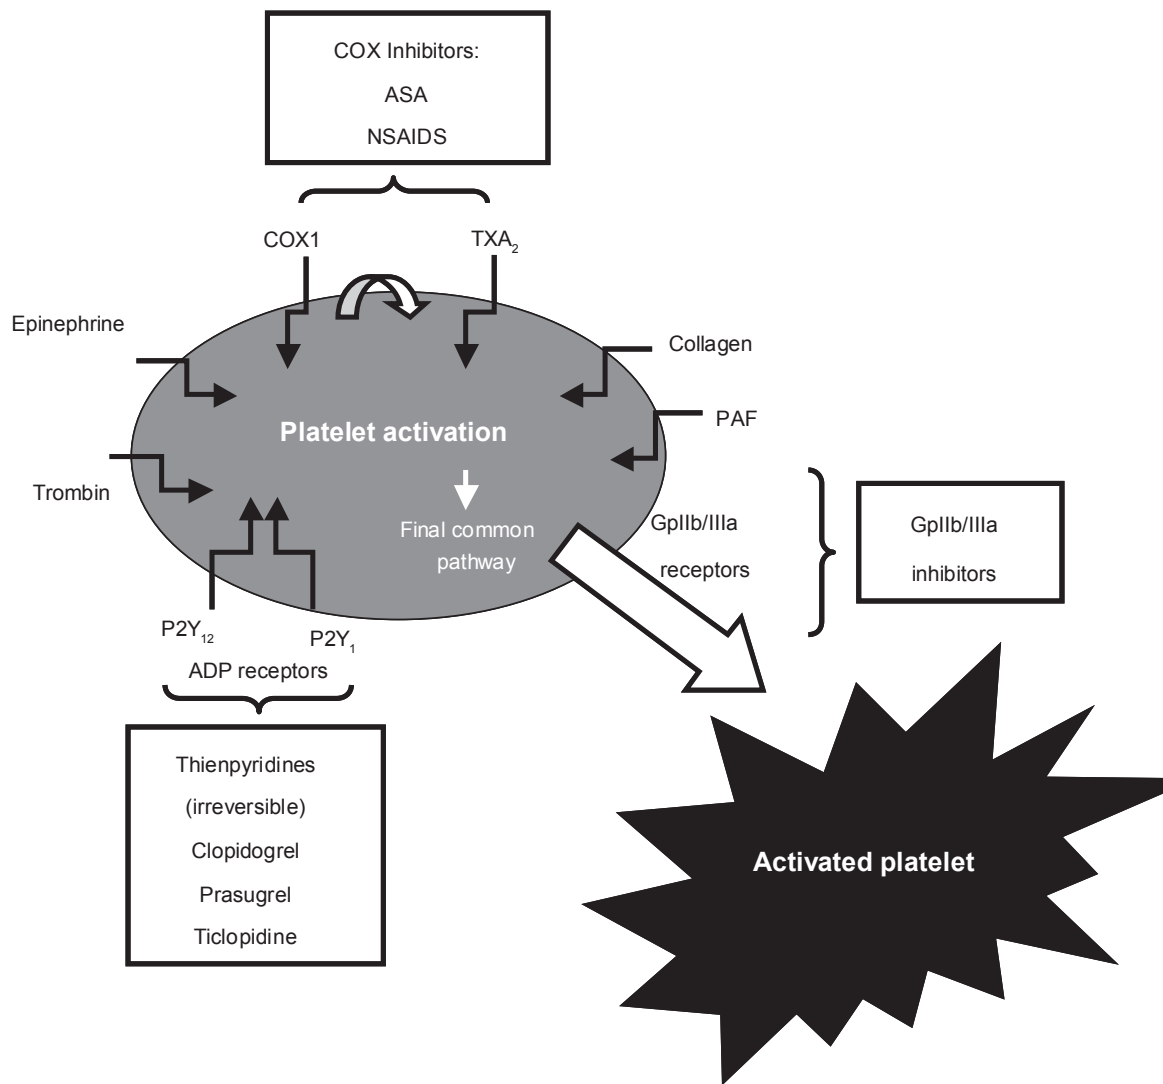 COX Inhibitors:
ASA
NSAIDS
COX1
TXA₂
Epinephrine
Collagen
PAF
Platelet activation
Trombin
Final common
pathway
GpIIb/IIIa
receptors
GpIIb/IIIa
inhibitors
P2Y₁₂
P2Y₁
ADP receptors
Thienpyridines
(irreversible)
Clopidogrel
Prasugrel
Ticlopidine
Activated platelet